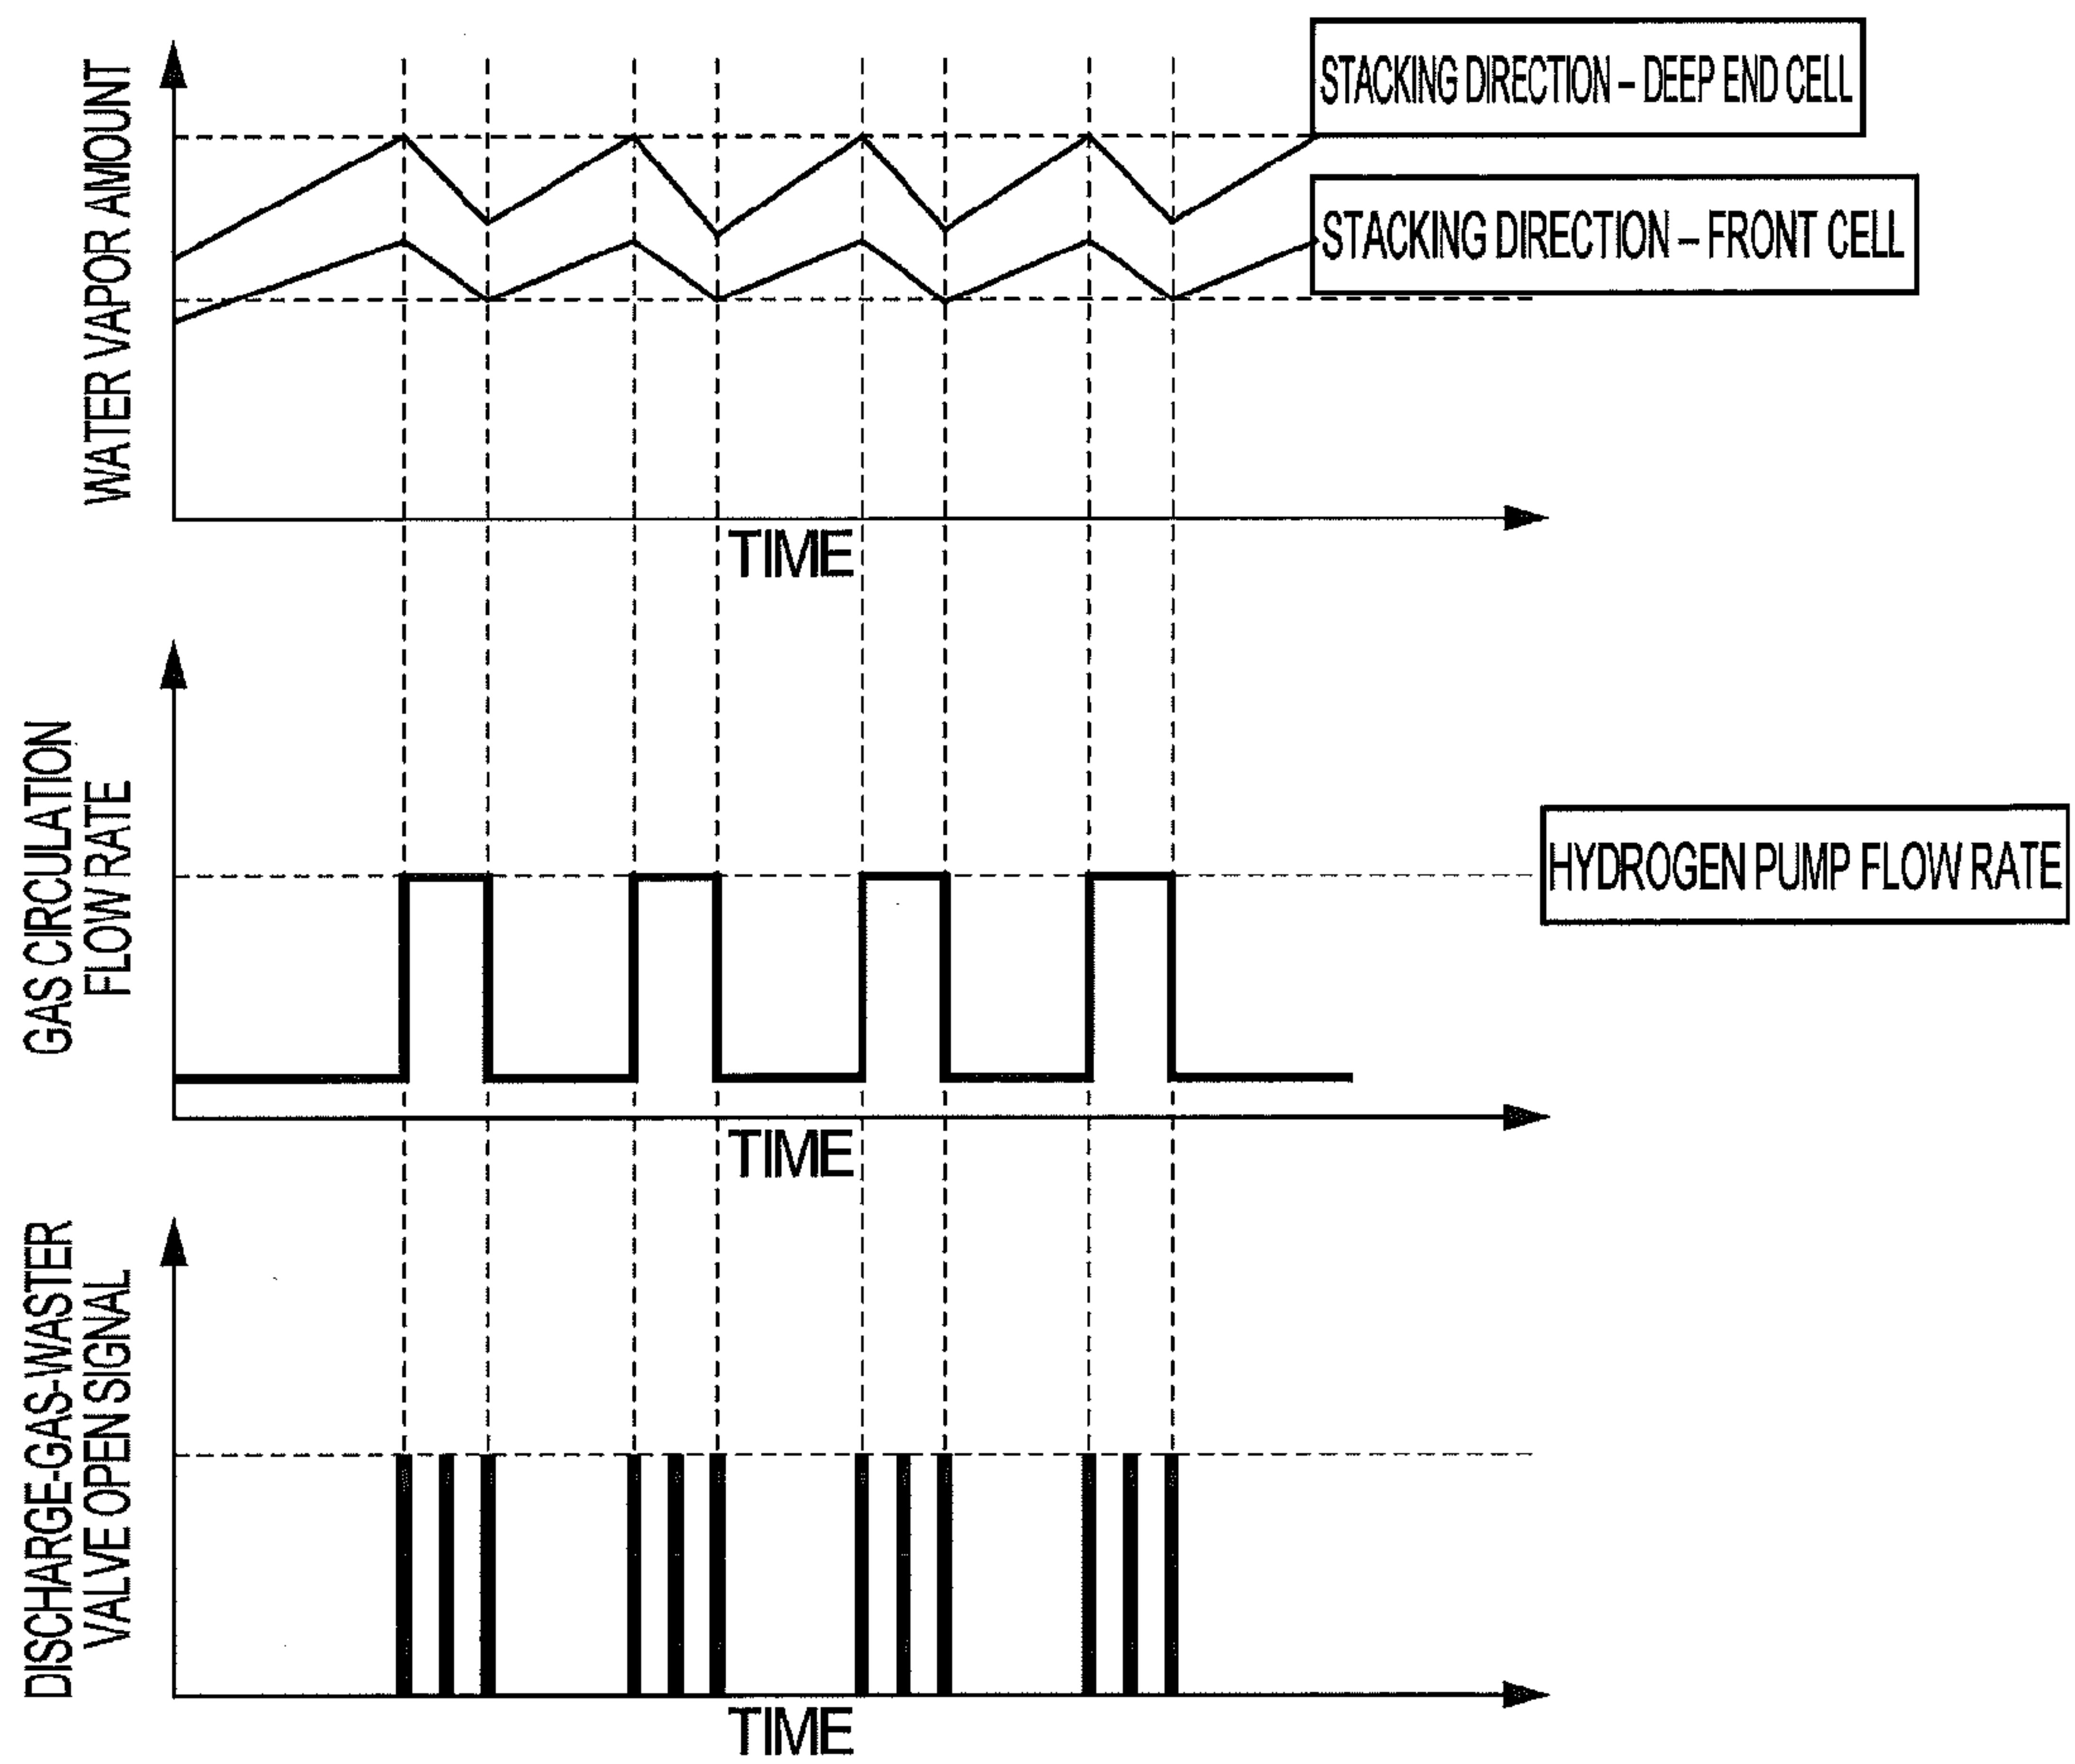 STACKING DIRECTION – DEEP END CELL
STACKING DIRECTION – FRONT CELL
WATER VAPOR AMOUNT
TIME
GAS CIRCULATION
FLOW RATE
HYDROGEN PUMP FLOW RATE
TIME
DISCHARGE-GAS-WASTER
VALVE OPEN SIGNAL
TIME